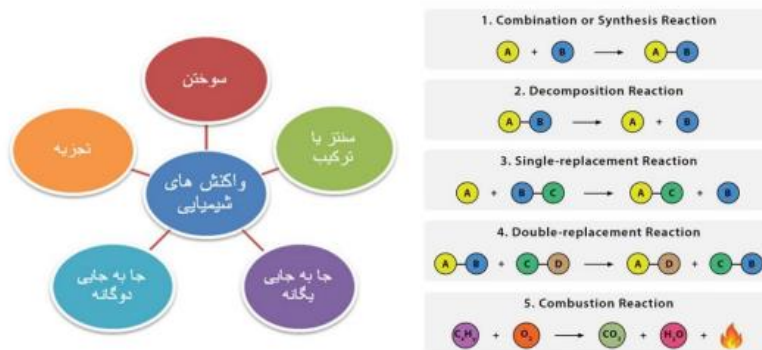 سوختن
سنتز یا
ترکیب
تجزیه
واکنش های
شیمیایی
جا به جایی
دوگانه
جا به جایی
یگانه
1. Combination or Synthesis Reaction
A + B → A B
2. Decomposition Reaction
A B → A + B
3. Single-replacement Reaction
A + B C → A C + B
4. Double-replacement Reaction
A B + C D → A D + C B
5. Combustion Reaction
+ O₂ → CO₂ + H₂O +